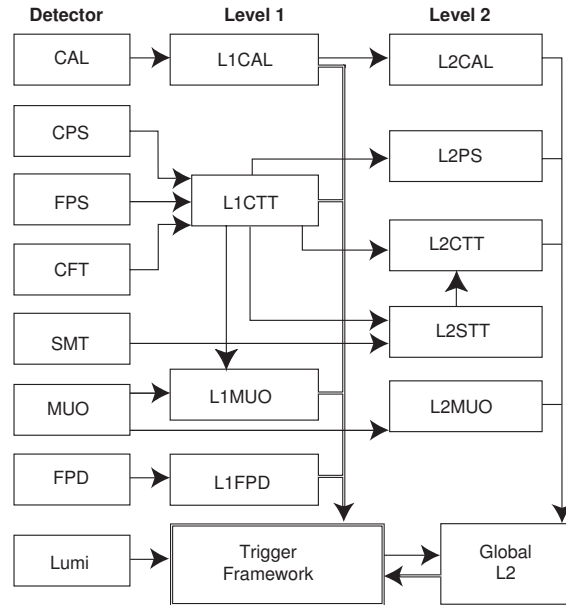 Detector Level 1 Level 2
CAL L1CAL L2CAL
CPS L2PS
FPS L1CTT
CFT L2CTT
SMT L2STT
MUO L1MUO L2MUO
FPD L1FPD
Lumi Trigger Framework Global L2